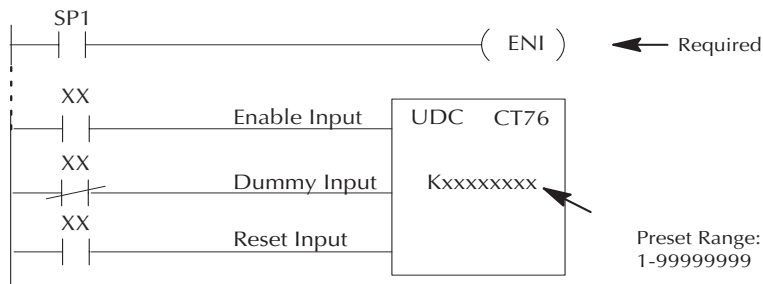 SP1
ENI
Required
XX
Enable Input
UDC CT76
XX
Dummy Input
Kxxxxxxxx
XX
Reset Input
Preset Range:
1-99999999